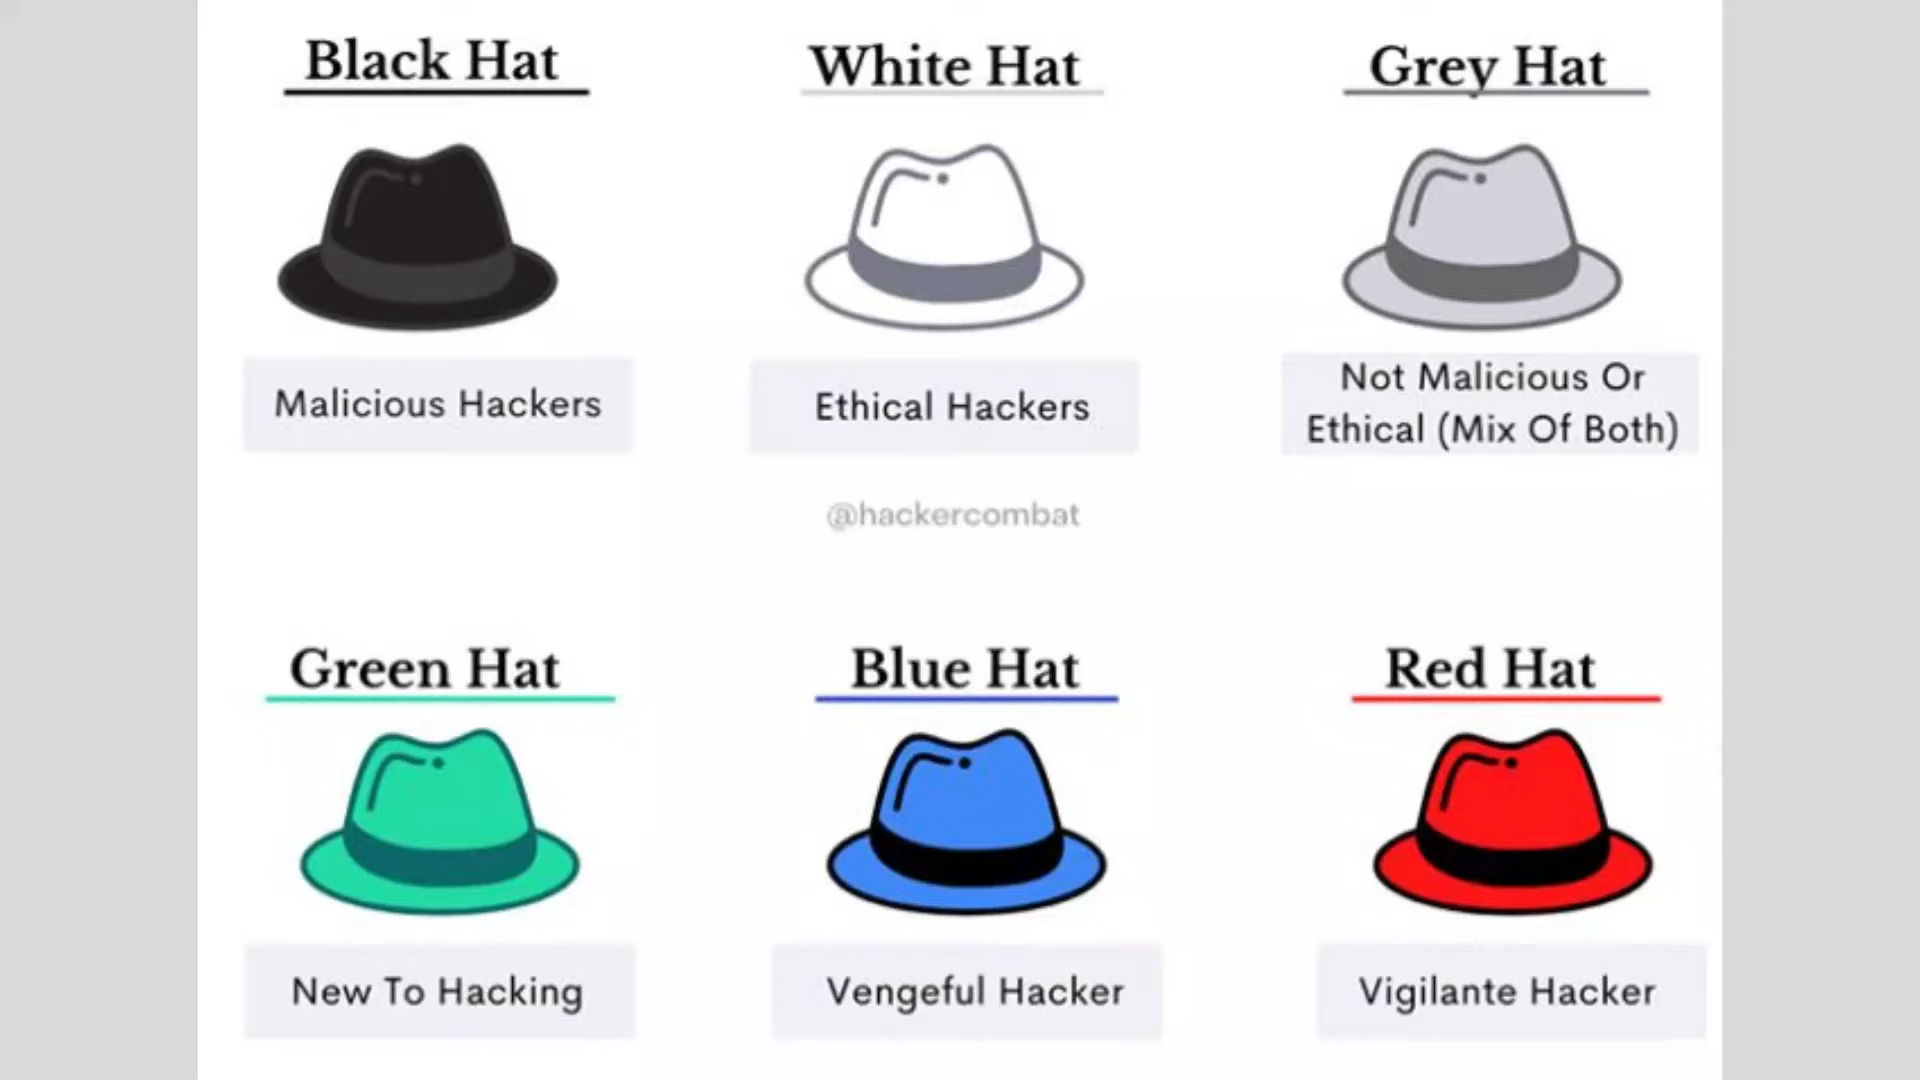 Black Hat
White Hat
Grey Hat
Malicious Hackers
Ethical Hackers
Not Malicious Or
Ethical (Mix Of Both)
@hackercombat
Green Hat
Blue Hat
Red Hat
New To Hacking
Vengeful Hacker
Vigilante Hacker